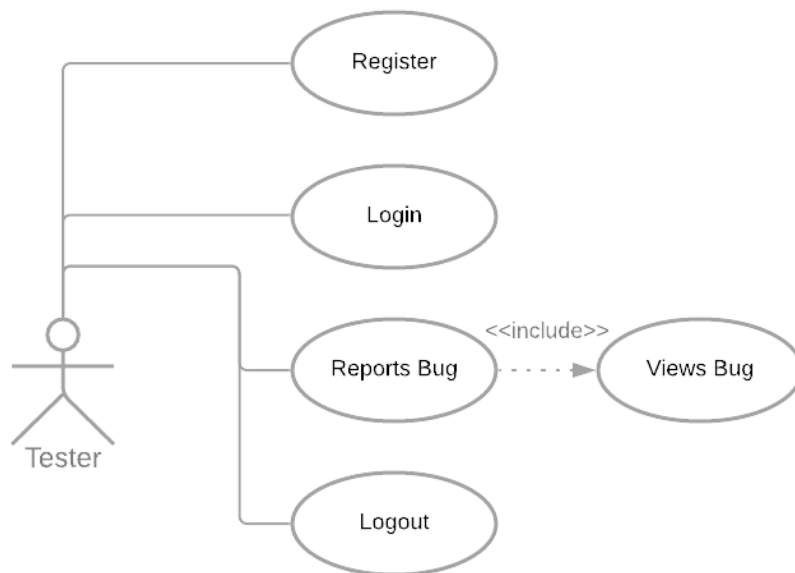 Register
Login
<<include>>
Reports Bug
Views Bug
Tester
Logout